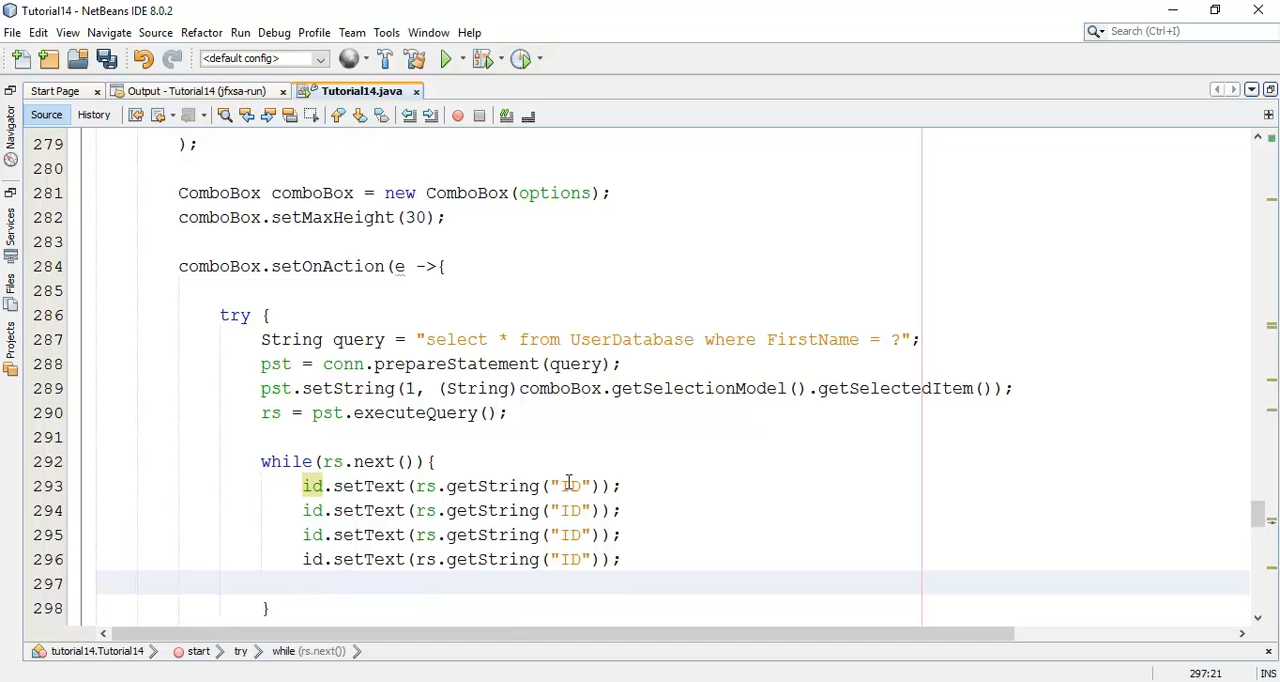 Tutorial14 - NetBeans IDE 8.0.2
File Edit View Navigate Source Refactor Run Debug Profile Team Tools Window Help
Search (Ctrl+I)
<default config>
Start Page Output - Tutorial14 (jfxsa-run) Tutorial14.java
Source History
Navigator
Services
Files
Projects
279 );
280
281 ComboBox comboBox = new ComboBox(options);
282 comboBox.setMaxHeight(30);
283
284 comboBox.setOnAction(e ->{
285
286 try {
287 String query = "select * from UserDatabase where FirstName = ?";
288 pst = conn.prepareStatement(query);
289 pst.setString(1, (String)comboBox.getSelectionModel().getSelectedItem());
290 rs = pst.executeQuery();
291
292 while(rs.next()){
293 id.setText(rs.getString("ID"));
294 id.setText(rs.getString("ID"));
295 id.setText(rs.getString("ID"));
296 id.setText(rs.getString("ID"));
297
298 }
tutorial14.Tutorial14 start try while (rs.next())
297:21 INS